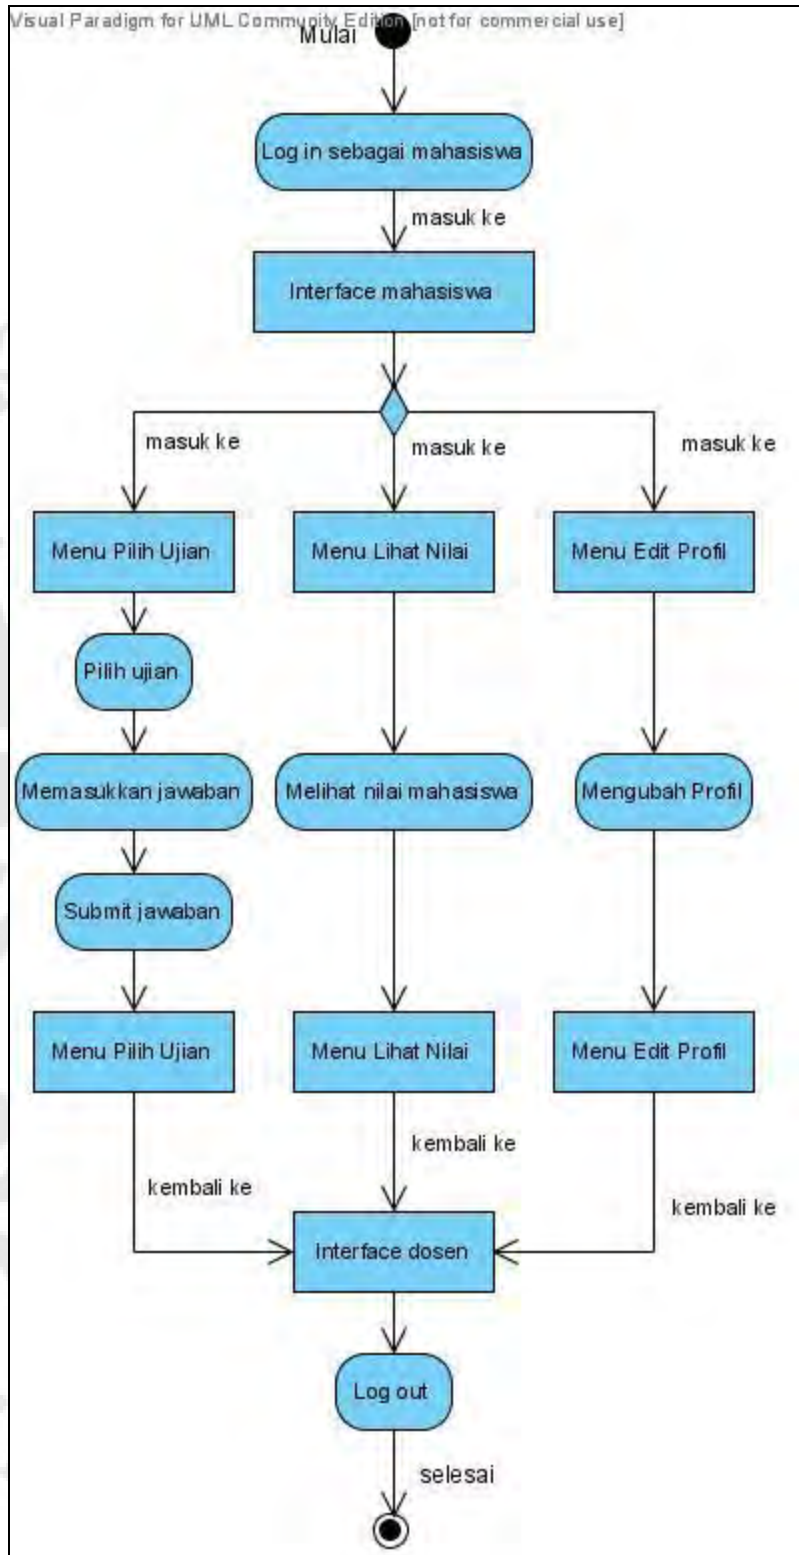 Visual Paradigm for UML Community Edition [not for commercial use]
Mulai
Log in sebagai mahasiswa
masuk ke
Interface mahasiswa
masuk ke
masuk ke
masuk ke
Menu Pilih Ujian
Menu Lihat Nilai
Menu Edit Profil
Pilih ujian
Memasukkan jawaban
Melihat nilai mahasiswa
Mengubah Profil
Submit jawaban
Menu Pilih Ujian
Menu Lihat Nilai
Menu Edit Profil
kembali ke
kembali ke
kembali ke
Interface dosen
Log out
selesai